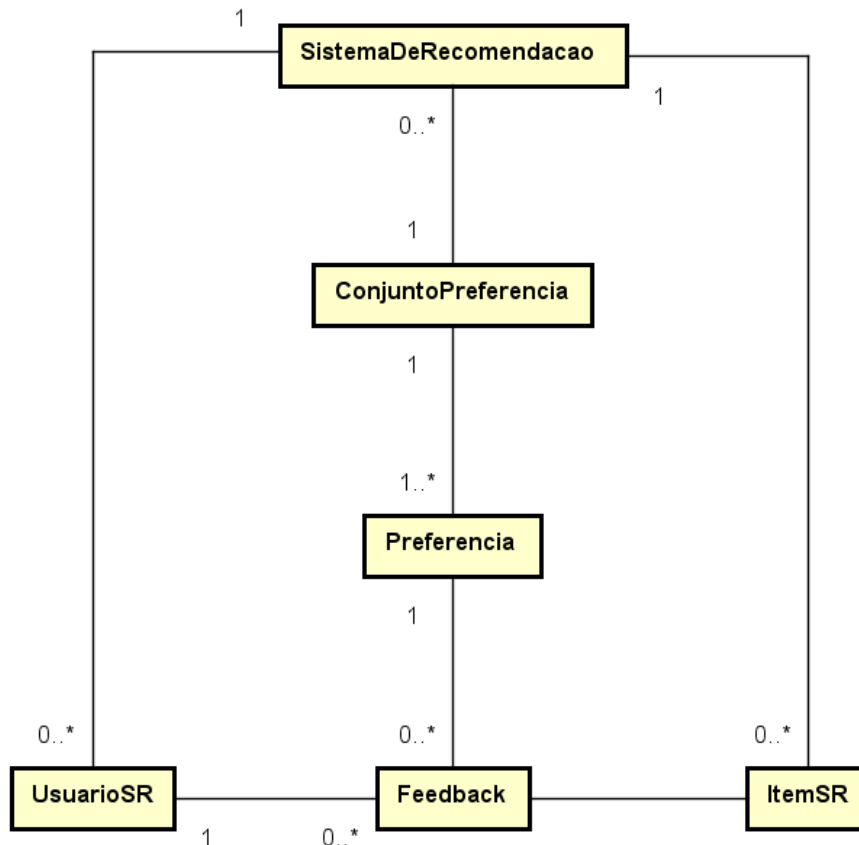 1
SistemaDeRecomendacao
1
0..*
1
ConjuntoPreferencia
1
1..*
Preferencia
1
0..*
0..*
0..*
UsuarioSR
Feedback
ItemSR
1
0..*